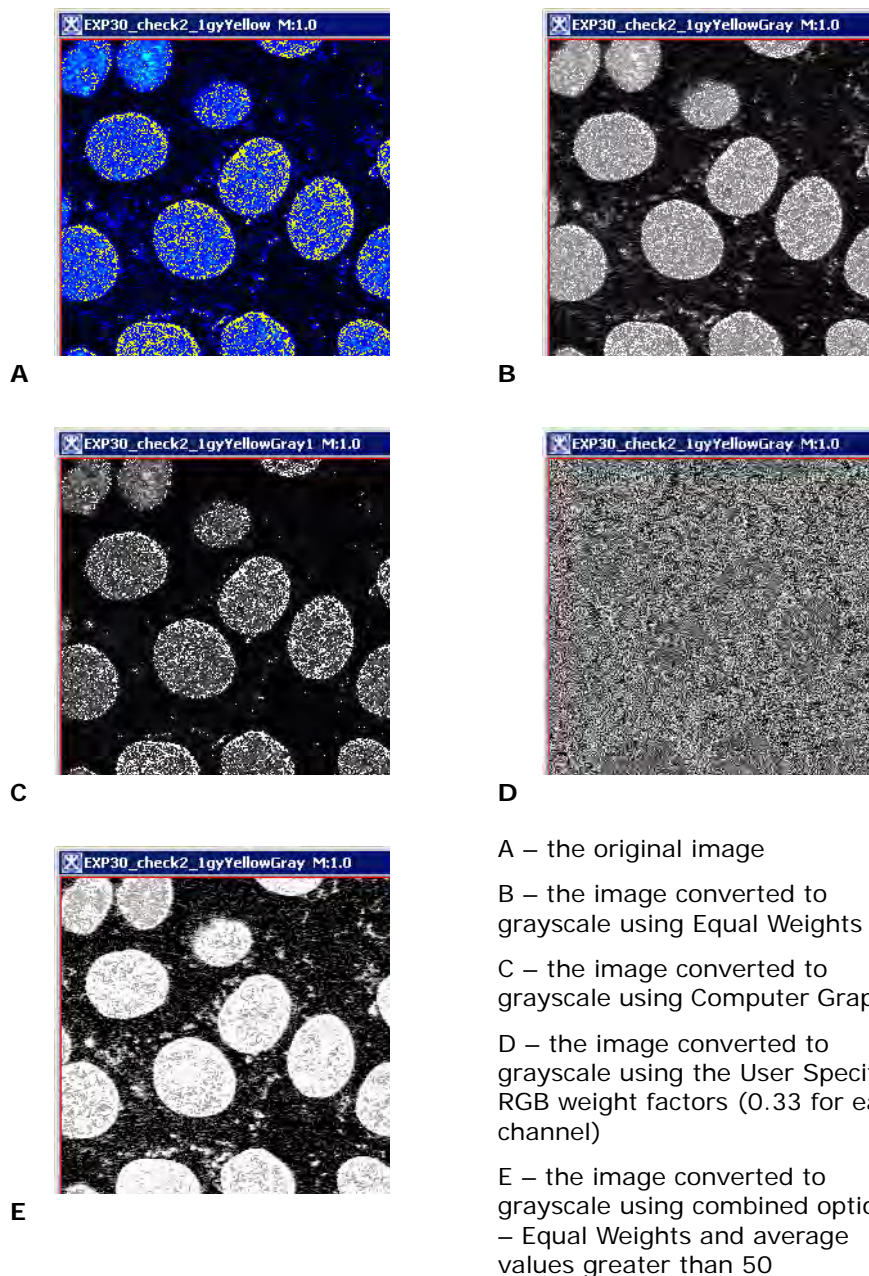 EXP30_check2_1gyYellow M:1.0
EXP30_check2_1gyYellowGray M:1.0
A
B
EXP30_check2_1gyYellowGray1 M:1.0
EXP30_check2_1gyYellowGray M:1.0
C
D
EXP30_check2_1gyYellowGray M:1.0
E
A – the original image
B – the image converted to
grayscale using Equal Weights
C – the image converted to
grayscale using Computer
D – the image converted to
grayscale using the User
RGB weight factors (0.33 for
channel)
E – the image converted to
grayscale using combined
– Equal Weights and average
values greater than 50